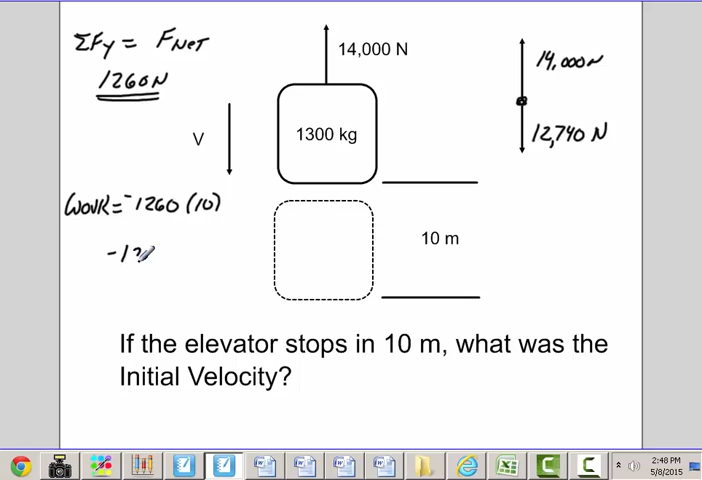 ΣFy = FNET
1260N
14,000 N
14,000N
V
1300 kg
12,740 N
WORK = -1260 (10)
10 m
-12
If the elevator stops in 10 m, what was the
Initial Velocity?
2:48 PM
5/8/2015